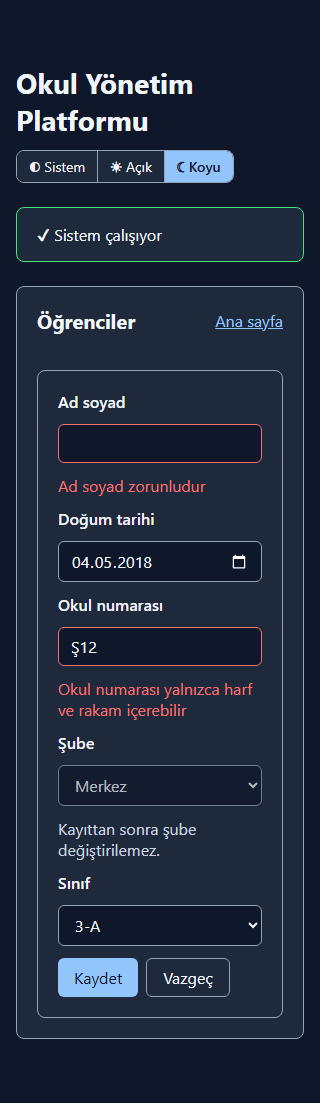 Okul Yönetim
Platformu
Sistem Açık Koyu
✓ Sistem çalışıyor
Öğrenciler Ana sayfa
Ad soyad
Ad soyad zorunludur
Doğum tarihi
04.05.2018
Okul numarası
Ş12
Okul numarası yalnızca harf
ve rakam içerebilir
Şube
Merkez
Kayıttan sonra şube
değiştirilemez.
Sınıf
3-A
Kaydet Vazgeç